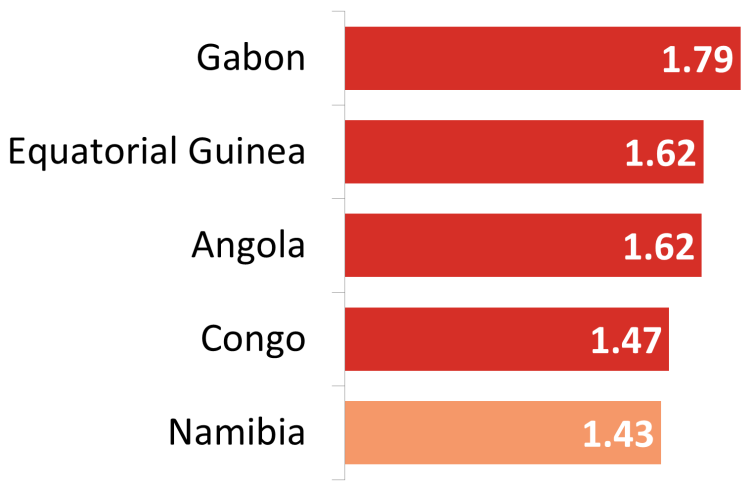 Gabon 1.79
Equatorial Guinea 1.62
Angola 1.62
Congo 1.47
Namibia 1.43